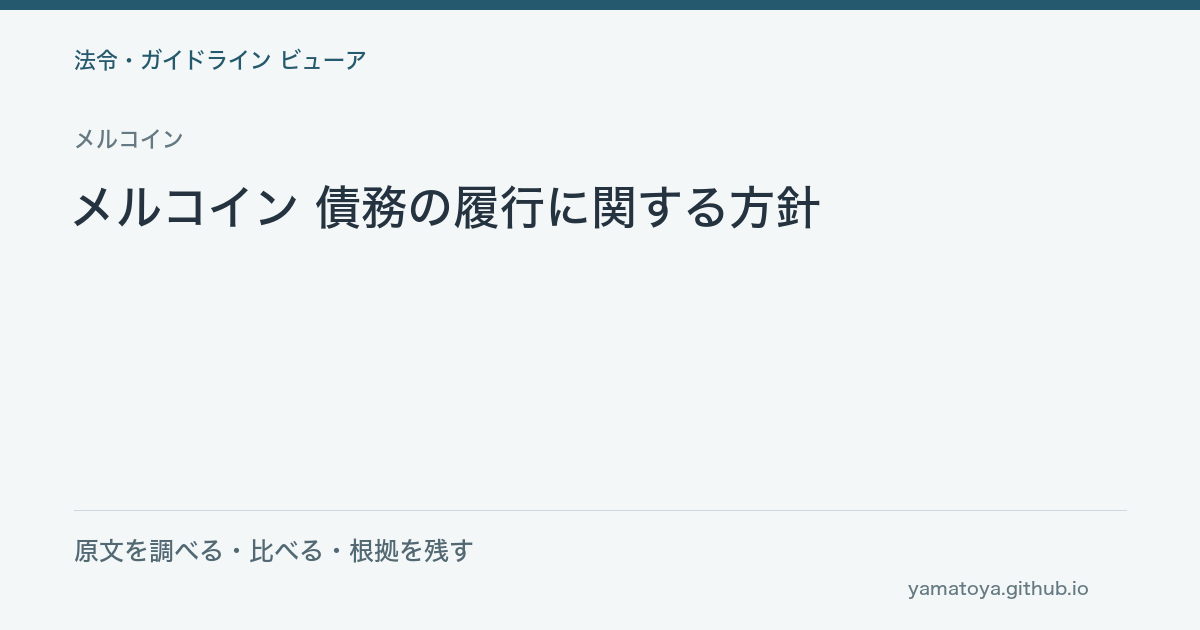 法令・ガイドライン ビューア
メルコイン
メルコイン 債務の履行に関する方針
原文を調べる・比べる・根拠を残す
yamatoya.github.io